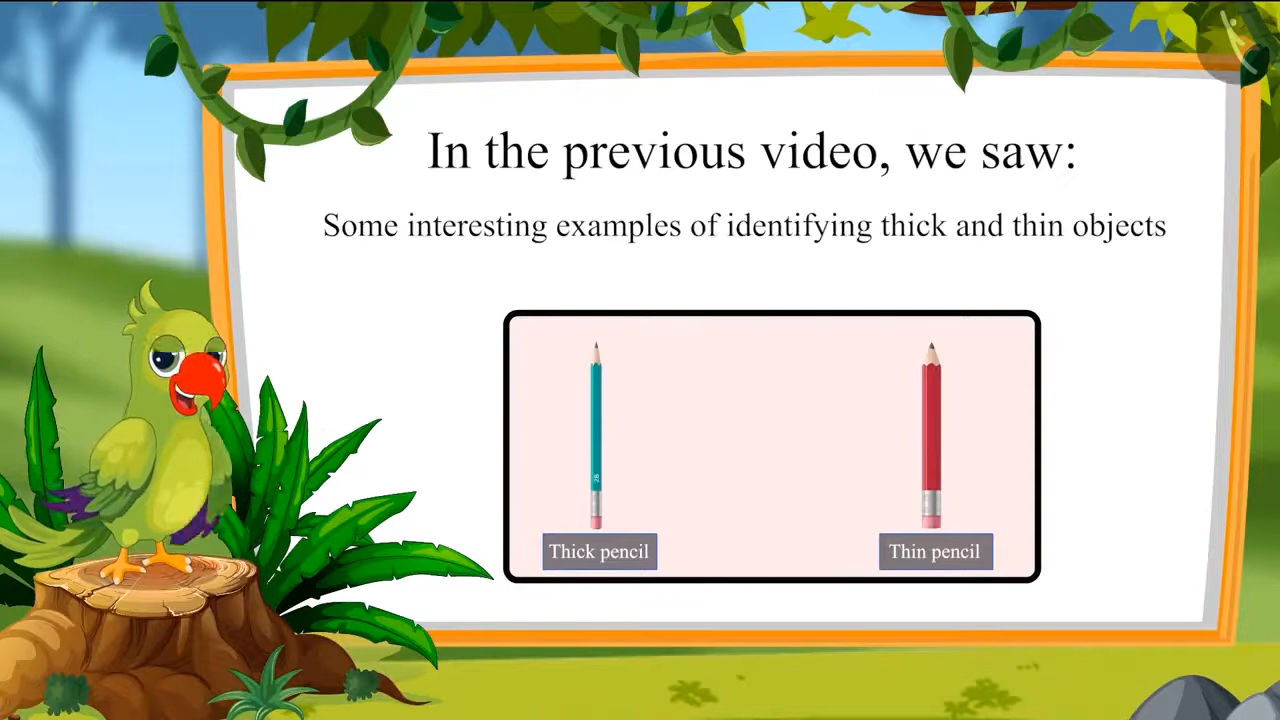 In the previous video, we saw:
Some interesting examples of identifying thick and thin objects
2B
Thick pencil
Thin pencil